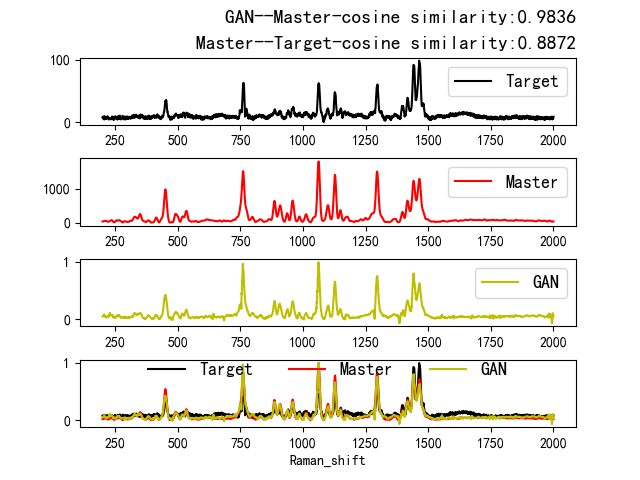 GAN--Master-cosine similarity:0.9836
Master--Target-cosine similarity:0.8872
100
0
Target
250 500 750 1000 1250 1500 1750 2000
1000
0
Master
250 500 750 1000 1250 1500 1750 2000
1
0
GAN
250 500 750 1000 1250 1500 1750 2000
1
0
Target Master GAN
250 500 750 1000 1250 1500 1750 2000
Raman_shift